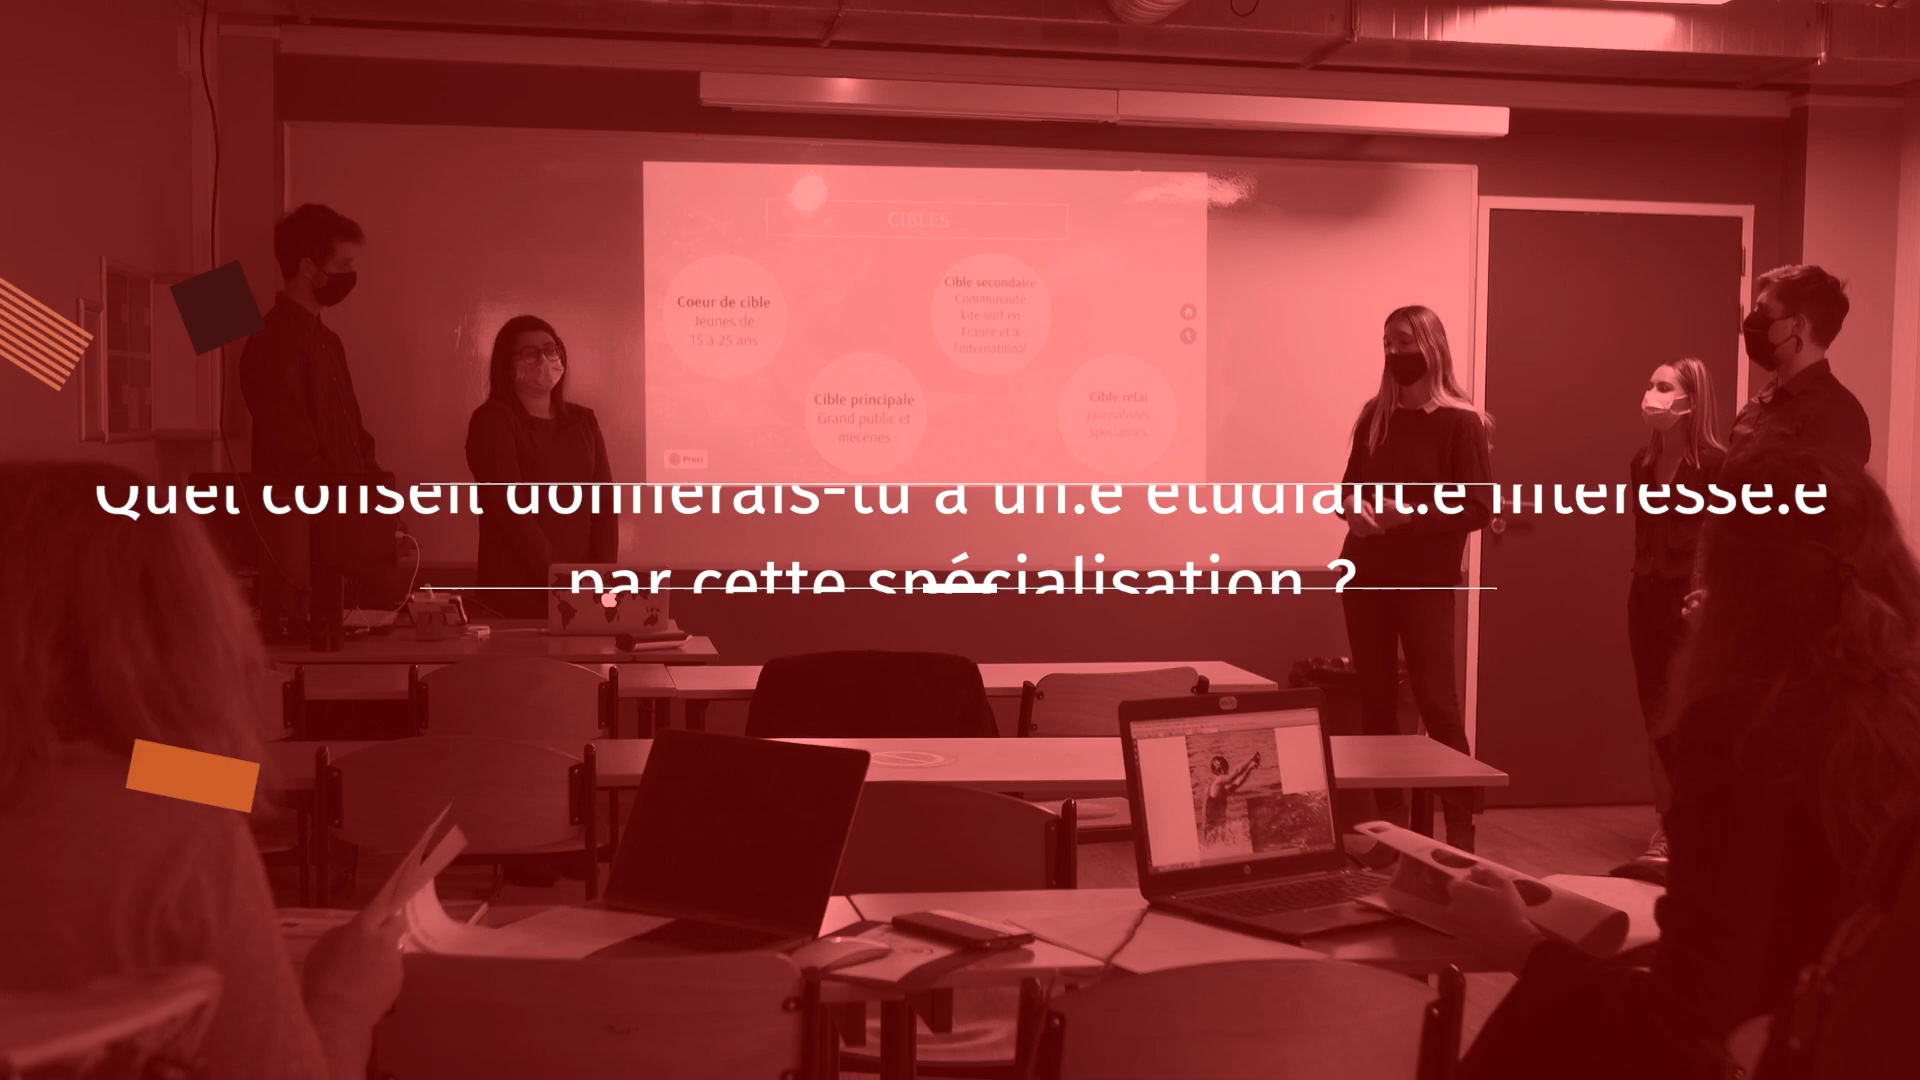 CIBLES
Coeur de cible
Jeunes de
15 à 25 ans
Cible secondaire
Communauté
kite surf en
France et à
l'international
Cible principale
Grand public et
mécènes
Cible relai
journalistes
spécialisés
Prezi
Quel conseil donnerais-tu à un.e étudiant.e intéressé.e
par cette spécialisation ?